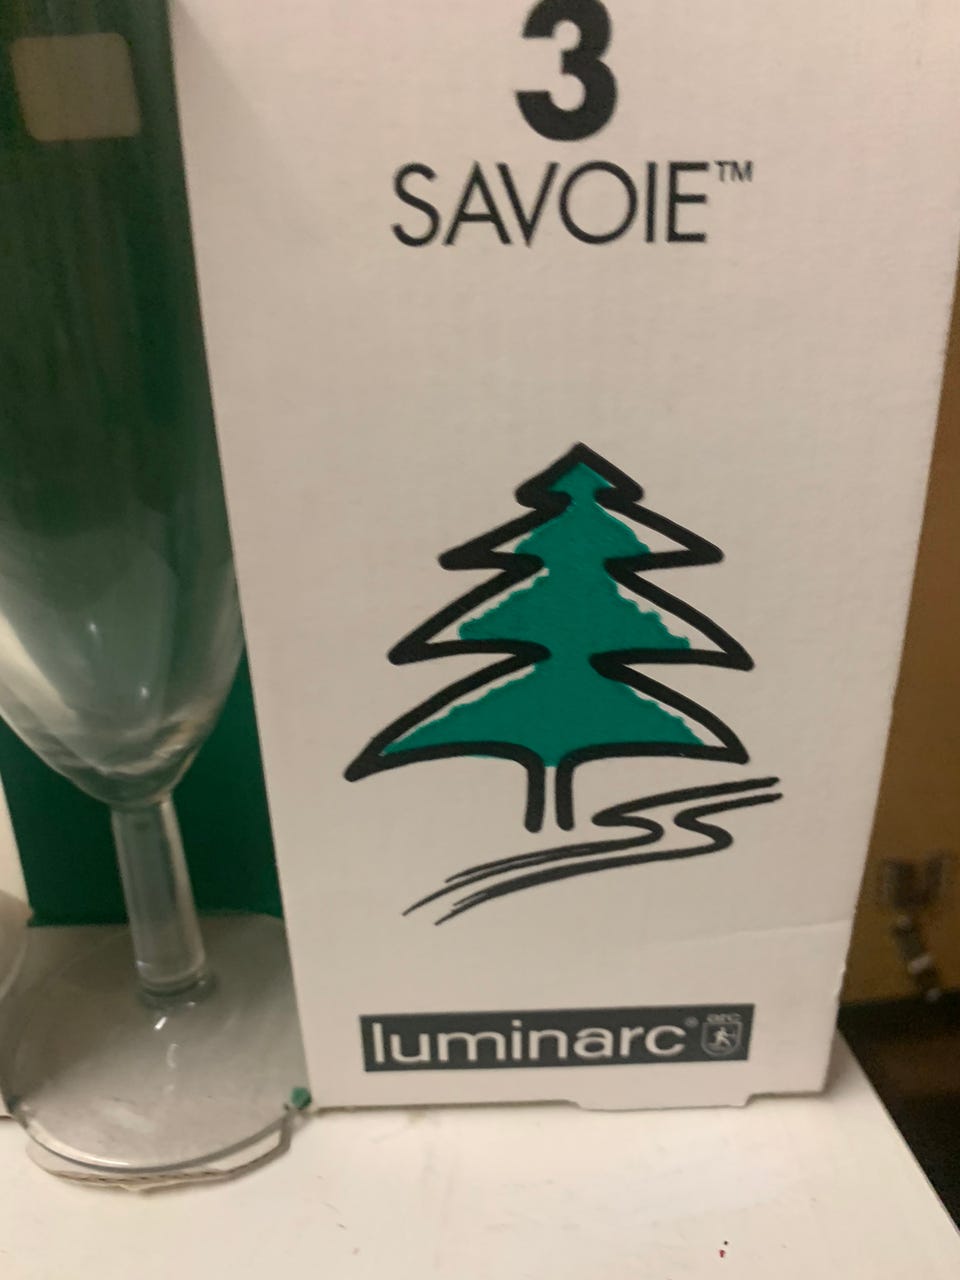 3
SAVOIE™
luminarc® arc